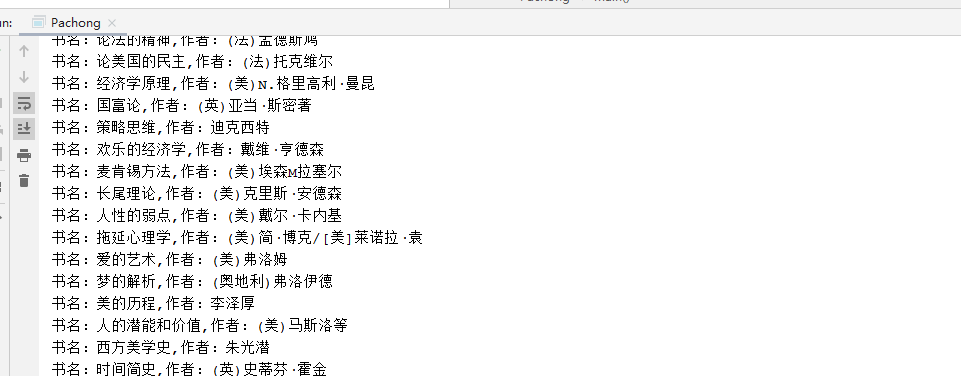 un:
Pachong ×
书名: 论法的精神,作者: (法)孟德斯鸠
书名: 论美国的民主,作者: (法)托克维尔
书名: 经济学原理,作者: (美)N.格里高利·曼昆
书名: 国富论,作者: (英)亚当·斯密著
书名: 策略思维,作者: 迪克西特
书名: 欢乐的经济学,作者: 戴维·亨德森
书名: 麦肯锡方法,作者: (美)埃森M拉塞尔
书名: 长尾理论,作者: (美)克里斯·安德森
书名: 人性的弱点,作者: (美)戴尔·卡内基
书名: 拖延心理学,作者: (美)简·博克/[美]莱诺拉·袁
书名: 爱的艺术,作者: (美)弗洛姆
书名: 梦的解析,作者: (奥地利)弗洛伊德
书名: 美的历程,作者: 李泽厚
书名: 人的潜能和价值,作者: (美)马斯洛等
书名: 西方美学史,作者: 朱光潜
书名: 时间简史,作者: (英)史蒂芬·霍金